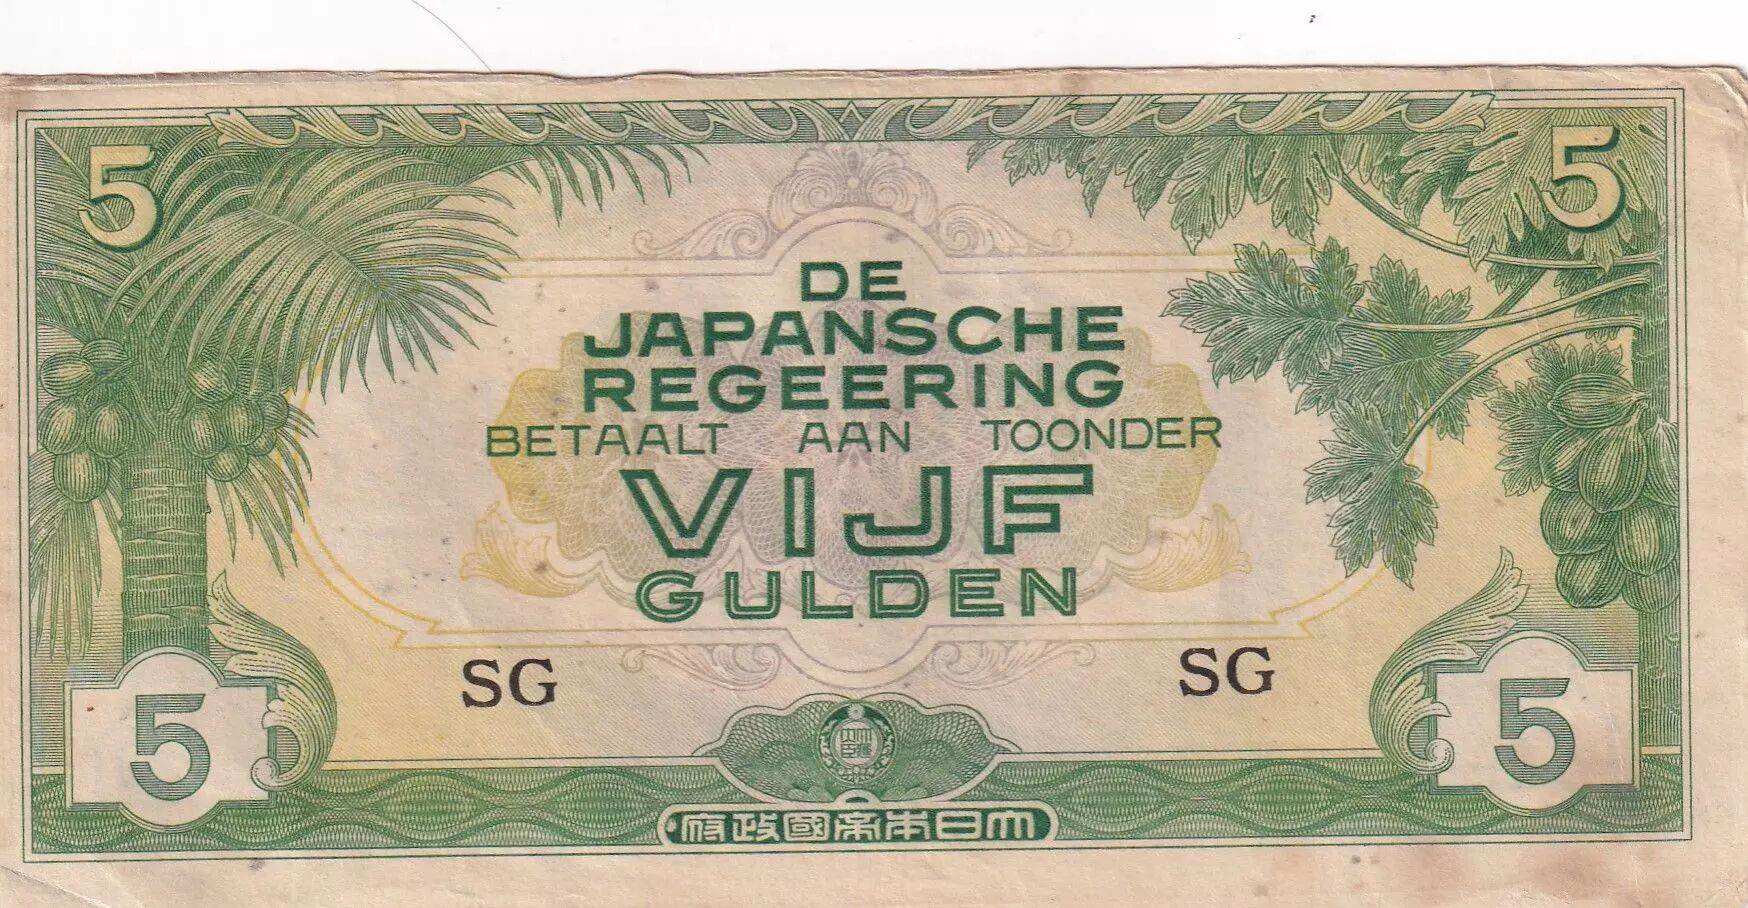 5 5
DE
JAPANSCHE
REGEERING
BETAALT AAN TOONDER
VIJF
GULDEN
SG SG
5 5
府政國帝本日大